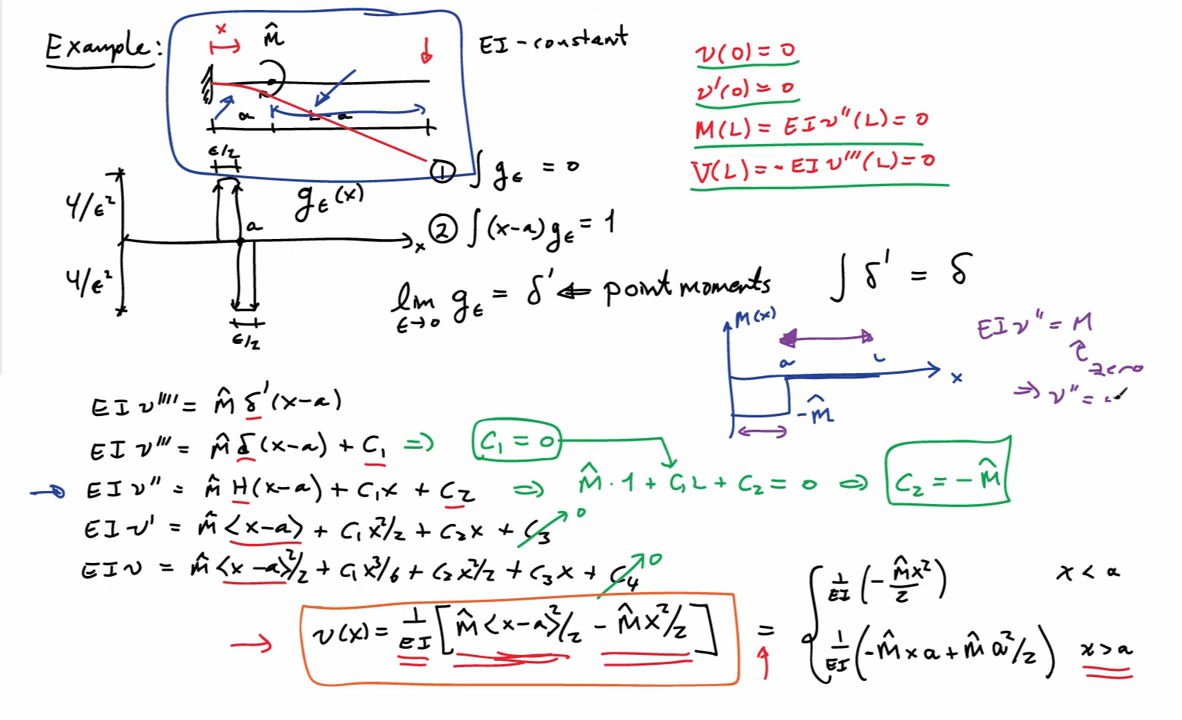 Example:
x
M̂
EI-constant
a
L-a
v(0) = 0
v'(0) = 0
M(L) = EI v''(L) = 0
V(L) = -EI v'''(L) = 0
ϵ/2
4/ϵ²
g_ϵ(x)
a
x
4/ϵ²
ϵ/2
① ∫ g_ϵ = 0
② ∫(x-a) g_ϵ = 1
lim ϵ→0 g_ϵ = δ' ⇐ point moments
∫ δ' = δ
M(x)
a
L
x
-M̂
EI v'' = M
zero
⇒ v'' =
EI v'''' = M̂ δ'(x-a)
EI v''' = M̂ δ(x-a) + C₁ ⇒ C₁ = 0
→ EI v'' = M̂ H(x-a) + C₁x + C₂ ⇒ M̂·1 + C₁L + C₂ = 0 ⇒ C₂ = -M̂
EI v' = M̂<x-a> + C₁x²/2 + C₂x + C₃ 0
EI v = M̂<x-a>²/2 + C₁x³/6 + C₂x²/2 + C₃x + C₄ 0
→ v(x) = 1/EI [M̂<x-a>²/2 - M̂x²/2] = { 1/EI (-M̂x²/2) x < a
1/EI (-M̂xa + M̂a²/2) x > a